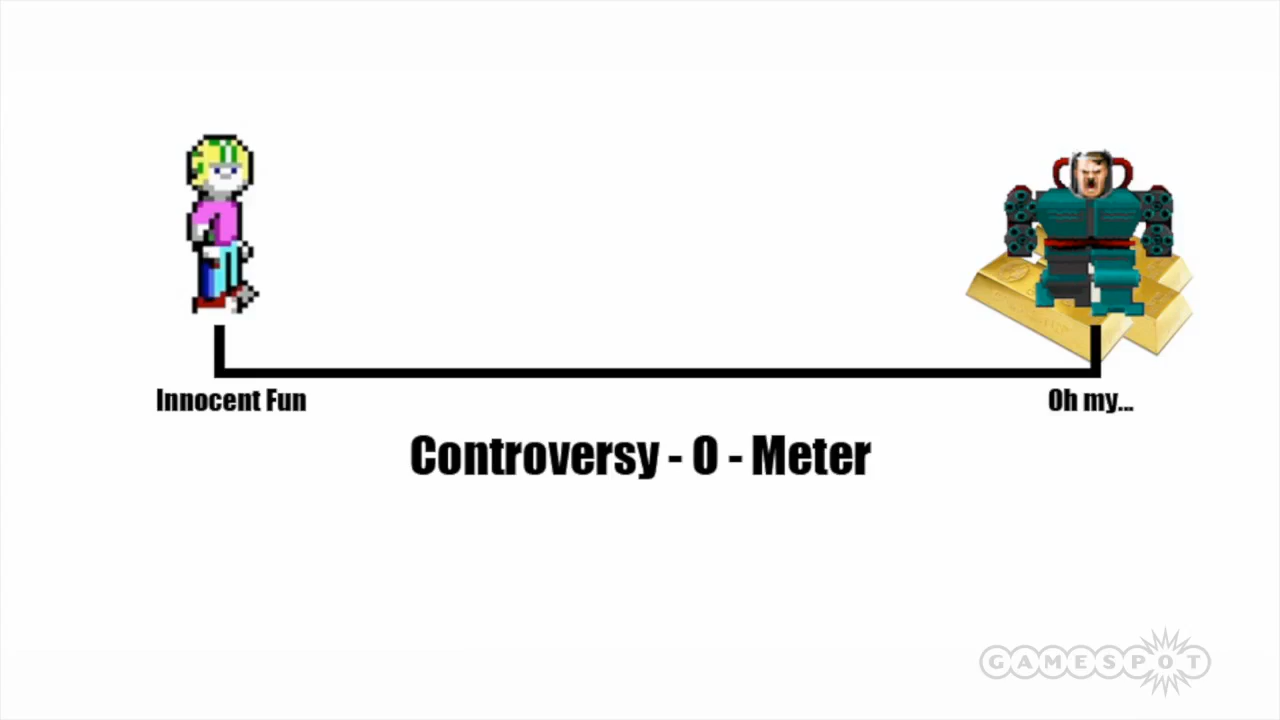 Innocent Fun
Oh my...
Controversy - O - Meter
GAMESPOT